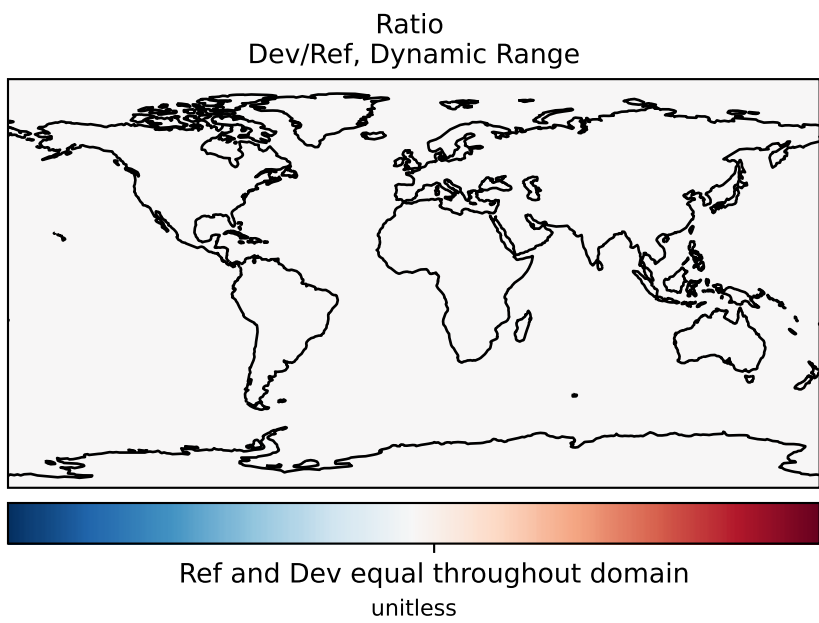 Ratio
Dev/Ref, Dynamic Range
Ref and Dev equal throughout domain
unitless